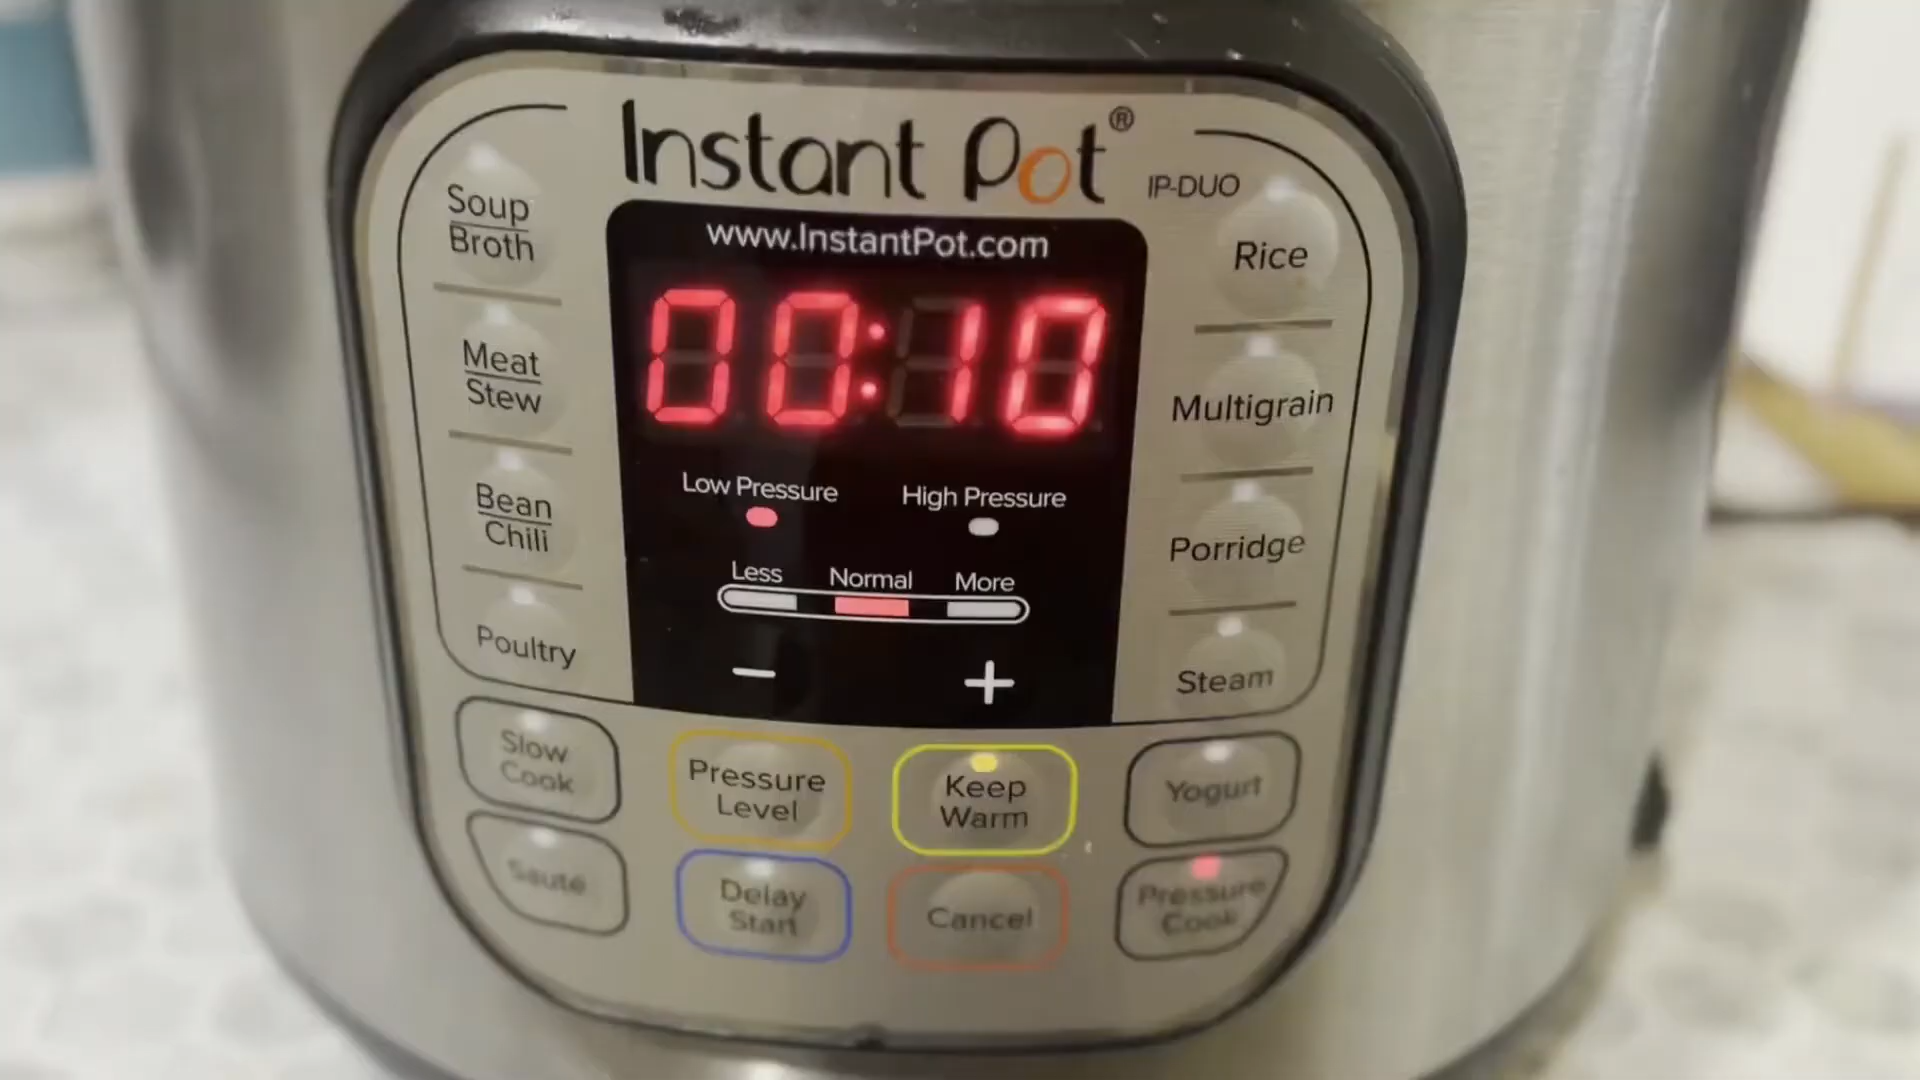 Instant Pot®
IP-DUO
www.InstantPot.com
00:10
Low Pressure
High Pressure
Less
Normal
More
−
+
Soup
Broth
Meat
Stew
Bean
Chili
Poultry
Rice
Multigrain
Porridge
Steam
Slow
Cook
Pressure
Level
Keep
Warm
Yogurt
Sauté
Delay
Start
Cancel
Pressure
Cook